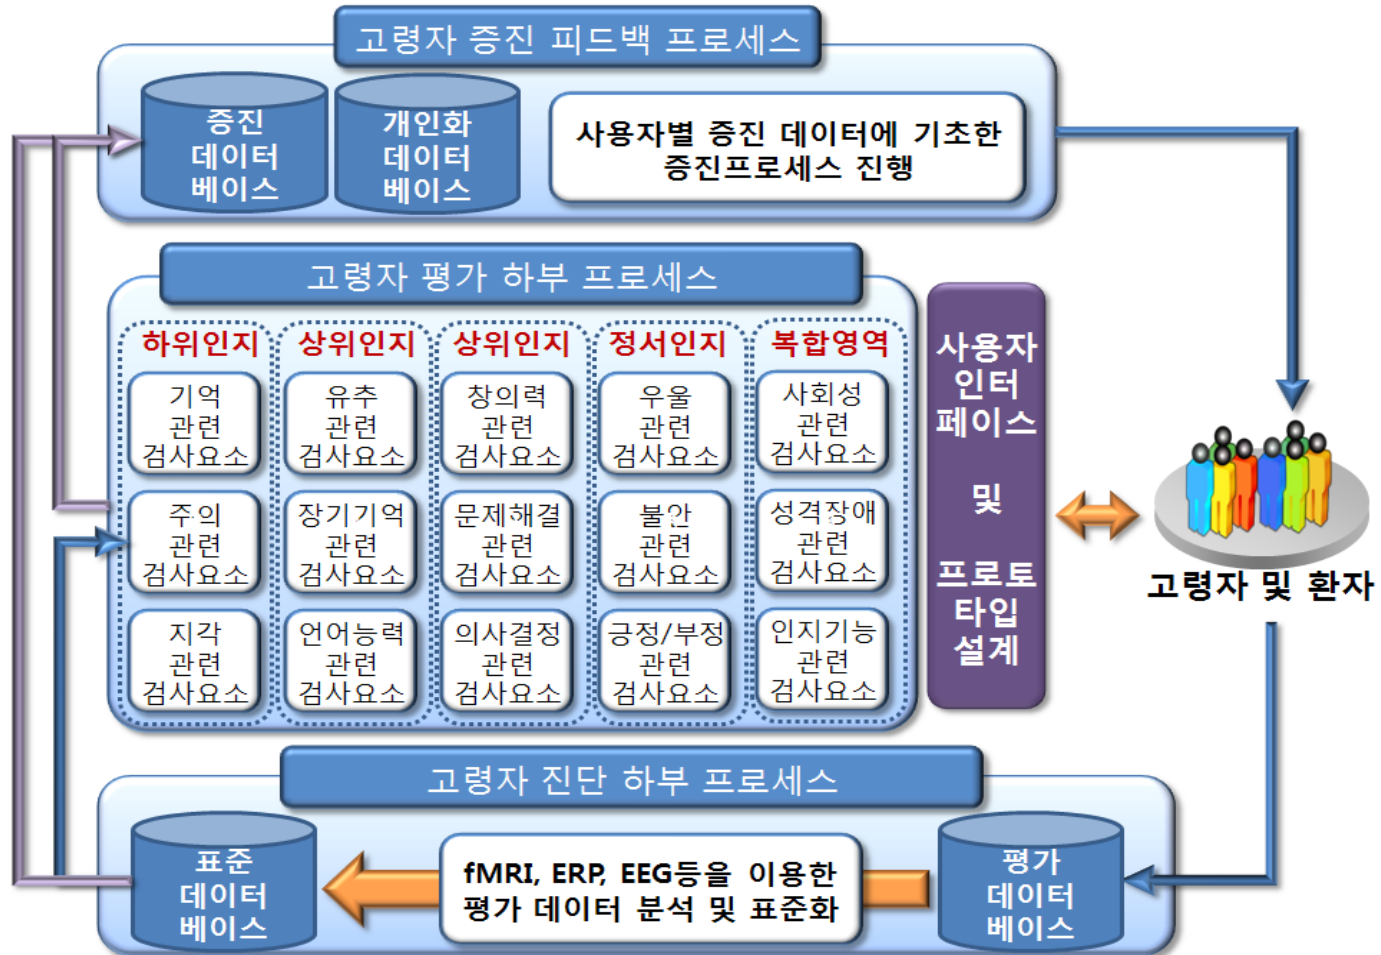 고령자 증진 피드백 프로세스
증진
데이터
베이스
개인화
데이터
베이스
사용자별 증진 데이터에 기초한
증진프로세스 진행
고령자 평가 하부 프로세스
하위인지
기억
관련
검사요소
주의
관련
검사요소
지각
관련
검사요소
상위인지
유추
관련
검사요소
장기기억
관련
검사요소
언어능력
관련
검사요소
상위인지
창의력
관련
검사요소
문제해결
관련
검사요소
의사결정
관련
검사요소
정서인지
우울
관련
검사요소
불안
관련
검사요소
긍정/부정
관련
검사요소
복합영역
사회성
관련
검사요소
성격장애
관련
검사요소
인지기능
관련
검사요소
사용자
인터
페이스
및
프로토
타입
설계
고령자 및 환자
고령자 진단 하부 프로세스
표준
데이터
베이스
fMRI, ERP, EEG등을 이용한
평가 데이터 분석 및 표준화
평가
데이터
베이스